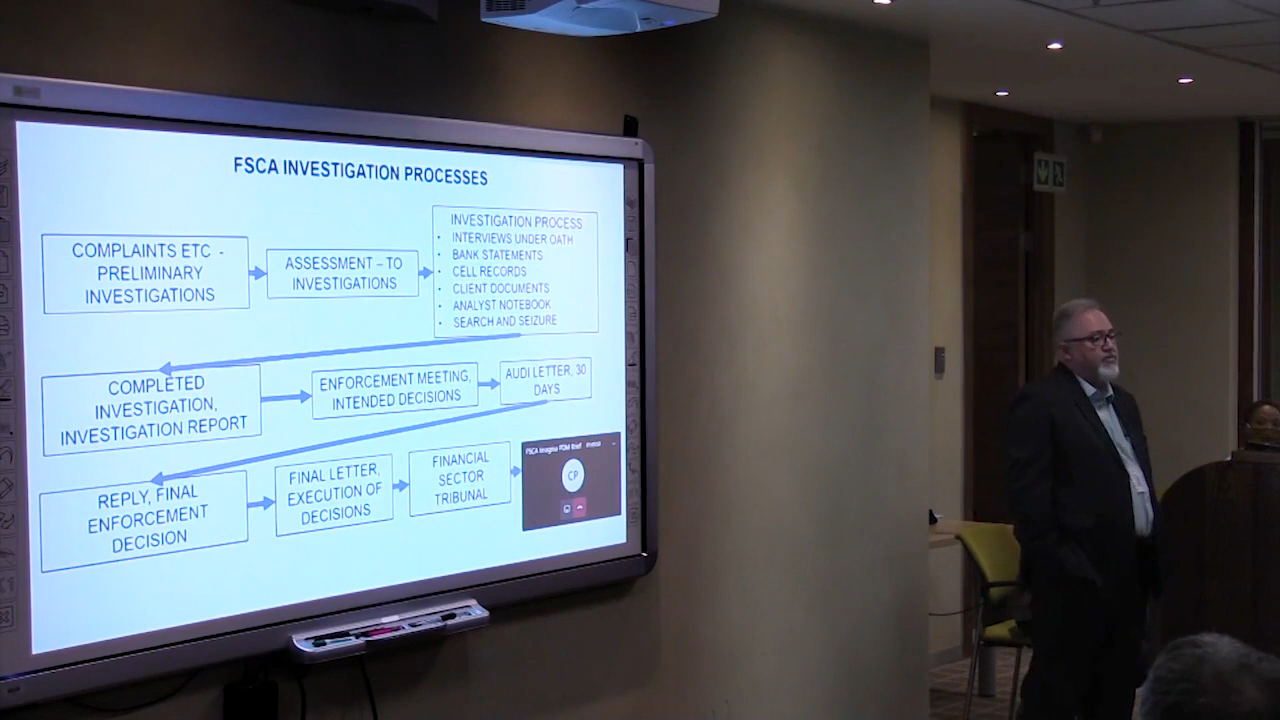 FSCA INVESTIGATION PROCESSES
COMPLAINTS ETC -
PRELIMINARY
INVESTIGATIONS
ASSESSMENT – TO
INVESTIGATIONS
INVESTIGATION PROCESS
• INTERVIEWS UNDER OATH
• BANK STATEMENTS
• CELL RECORDS
• CLIENT DOCUMENTS
• ANALYST NOTEBOOK
• SEARCH AND SEIZURE
COMPLETED
INVESTIGATION,
INVESTIGATION REPORT
ENFORCEMENT MEETING,
INTENDED DECISIONS
AUDI LETTER, 30
DAYS
REPLY, FINAL
ENFORCEMENT
DECISION
FINAL LETTER,
EXECUTION OF
DECISIONS
FINANCIAL
SECTOR
TRIBUNAL
FSCA
CP